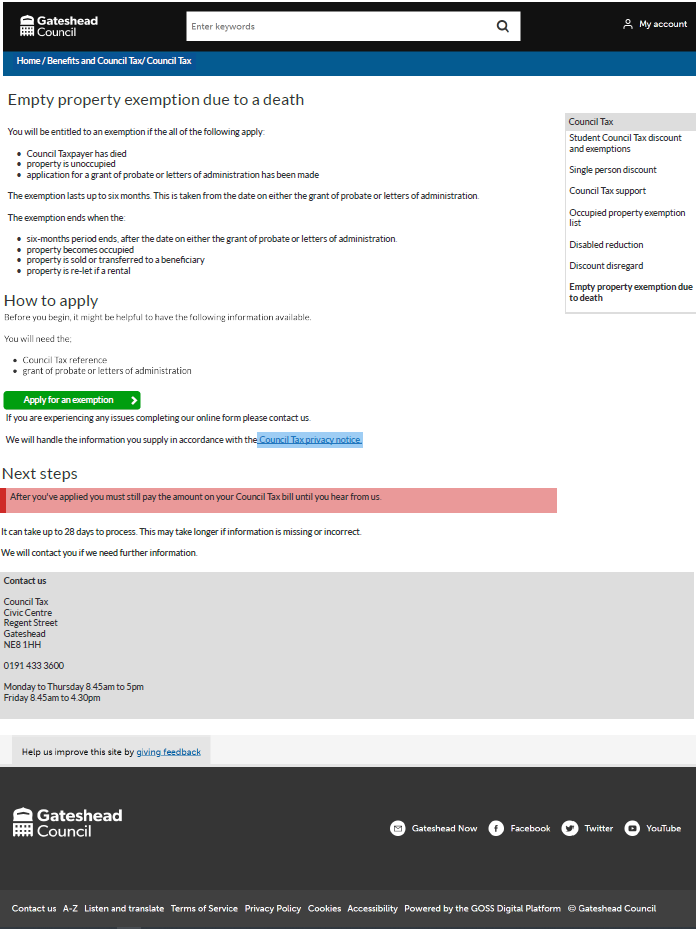 Gateshead
Council
Enter keywords
My account
Home / Benefits and Council Tax/ Council Tax
Empty property exemption due to a death
You will be entitled to an exemption if the all of the following apply:
Council Taxpayer has died
property is unoccupied
application for a grant of probate or letters of administration has been made
The exemption lasts up to six months. This is taken from the date on either the grant of probate or letters of administration.
The exemption ends when the:
six-months period ends, after the date on either the grant of probate or letters of administration.
property becomes occupied
property is sold or transferred to a beneficiary
property is re-let if a rental
Council Tax
Student Council Tax discount
and exemptions
Single person discount
Council Tax support
Occupied property exemption
list
Disabled reduction
Discount disregard
Empty property exemption due
to death
How to apply
Before you begin, it might be helpful to have the following information available.
You will need the:
Council Tax reference
grant of probate or letters of administration
Apply for an exemption
If you are experiencing any issues completing our online form please contact us.
We will handle the information you supply in accordance with the Council Tax privacy notice.
Next steps
After you've applied you must still pay the amount on your Council Tax bill until you hear from us.
It can take up to 28 days to process. This may take longer if information is missing or incorrect.
We will contact you if we need further information.
Contact us
Council Tax
Civic Centre
Regent Street
Gateshead
NE8 1HH
0191 433 3600
Monday to Thursday 8.45am to 5pm
Friday 8.45am to 4.30pm
Help us improve this site by giving feedback
Gateshead
Council
Gateshead Now Facebook Twitter YouTube
Contact us A-Z Listen and translate Terms of Service Privacy Policy Cookies Accessibility Powered by the GOSS Digital Platform © Gateshead Council